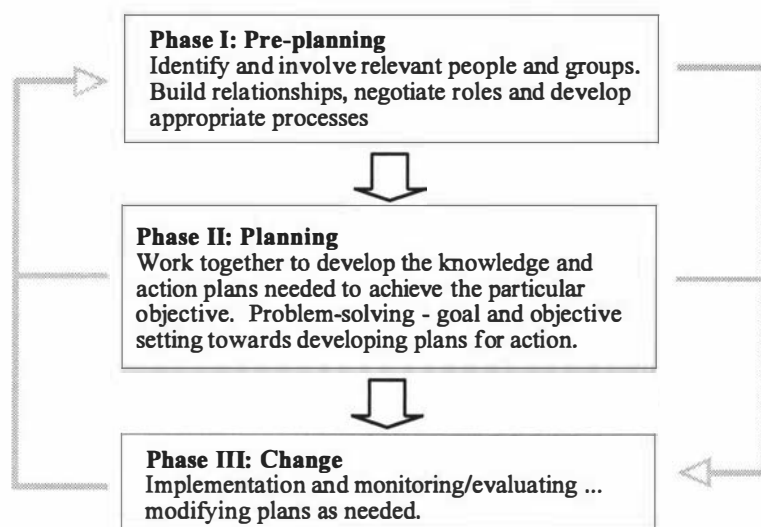 Phase I: Pre-planning
Identify and involve relevant people and groups.
Build relationships, negotiate roles and develop
appropriate processes
Phase II: Planning
Work together to develop the knowledge and
action plans needed to achieve the particular
objective. Problem-solving - goal and objective
setting towards developing plans for action.
Phase III: Change
Implementation and monitoring/evaluating ...
modifying plans as needed.